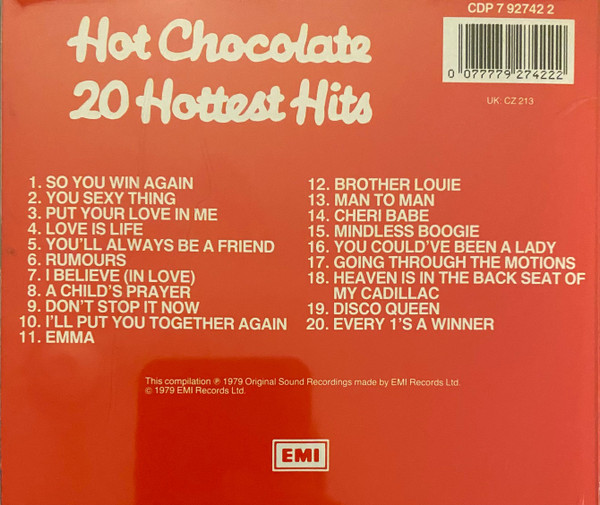 CDP 7 92742 2
Hot Chocolate
20 Hottest Hits
0 077779 274222
UK: CZ 213
1. SO YOU WIN AGAIN
2. YOU SEXY THING
3. PUT YOUR LOVE IN ME
4. LOVE IS LIFE
5. YOU'LL ALWAYS BE A FRIEND
6. RUMOURS
7. I BELIEVE (IN LOVE)
8. A CHILD'S PRAYER
9. DON'T STOP IT NOW
10. I'LL PUT YOU TOGETHER AGAIN
11. EMMA
12. BROTHER LOUIE
13. MAN TO MAN
14. CHERI BABE
15. MINDLESS BOOGIE
16. YOU COULD'VE BEEN A LADY
17. GOING THROUGH THE MOTIONS
18. HEAVEN IS IN THE BACK SEAT OF
MY CADILLAC
19. DISCO QUEEN
20. EVERY 1'S A WINNER
This compilation ℗ 1979 Original Sound Recordings made by EMI Records Ltd.
© 1979 EMI Records Ltd.
EMI